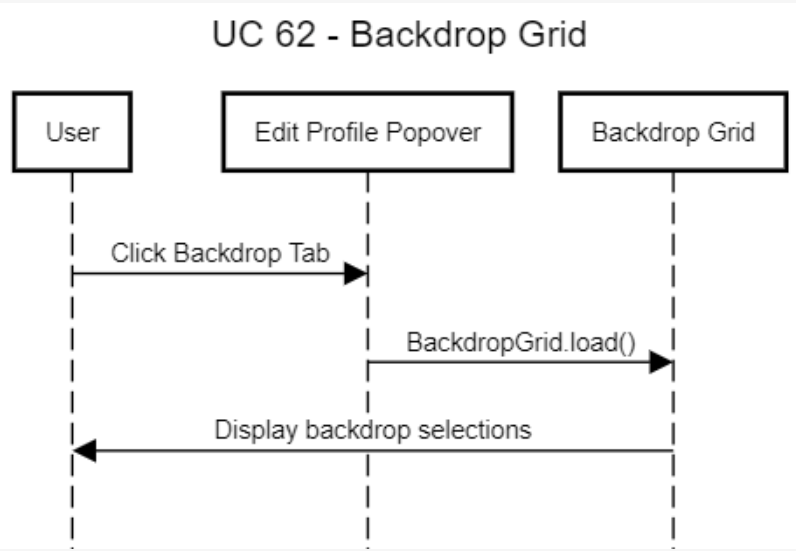 UC 62 - Backdrop Grid
User
Edit Profile Popover
Backdrop Grid
Click Backdrop Tab
BackdropGrid.load()
Display backdrop selections